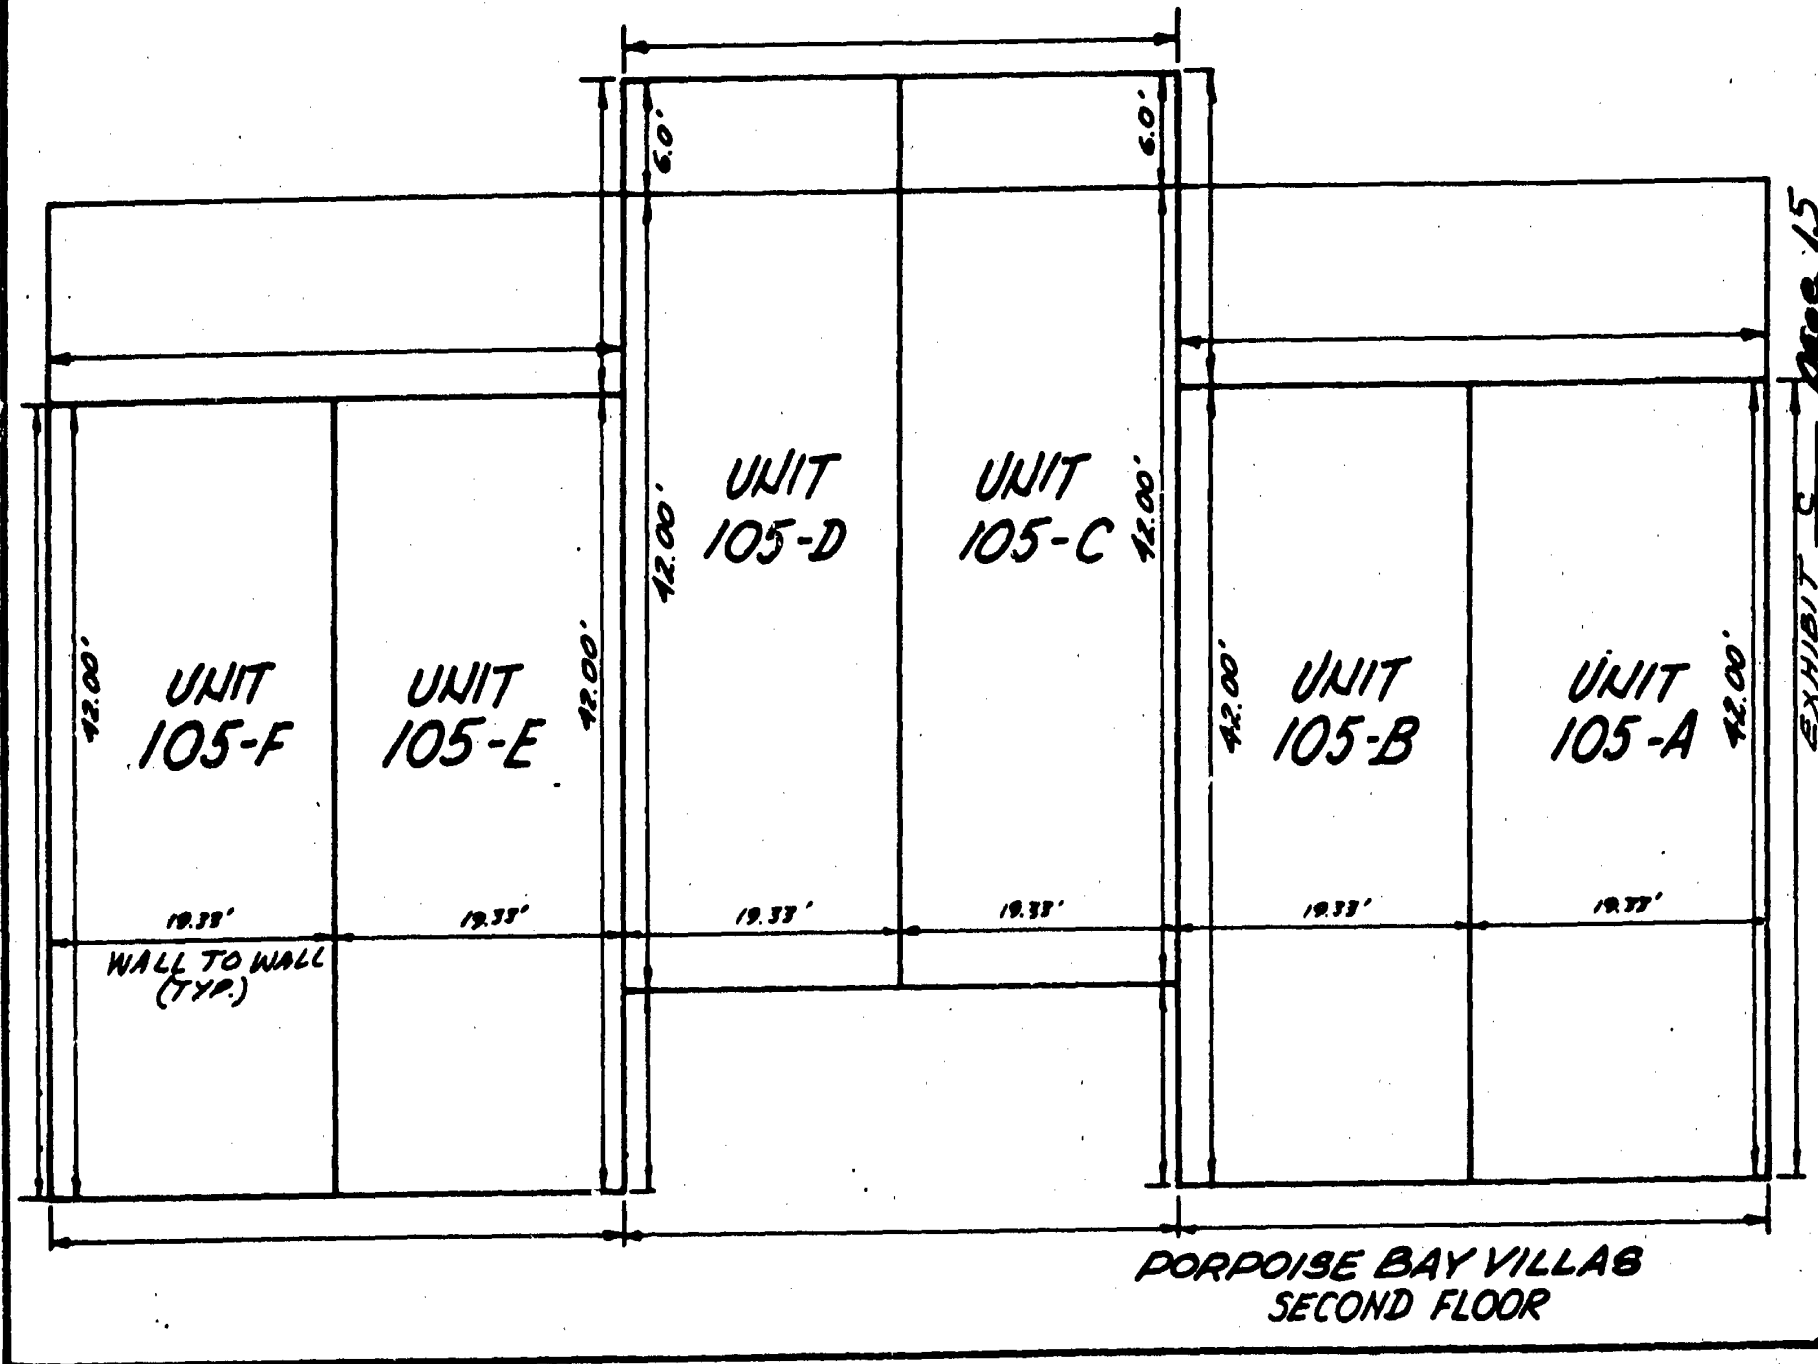 6.0'
6.0'
UNIT
105-D
UNIT
105-C
42.00'
42.00'
UNIT
105-F
UNIT
105-E
UNIT
105-B
UNIT
105-A
42.00'
42.00'
42.00'
42.00'
19.33'
19.33'
19.33'
19.33'
19.33'
19.33'
WALL TO WALL
(TYP.)
EXHIBIT C 15
PORPOISE BAY VILLAS
SECOND FLOOR